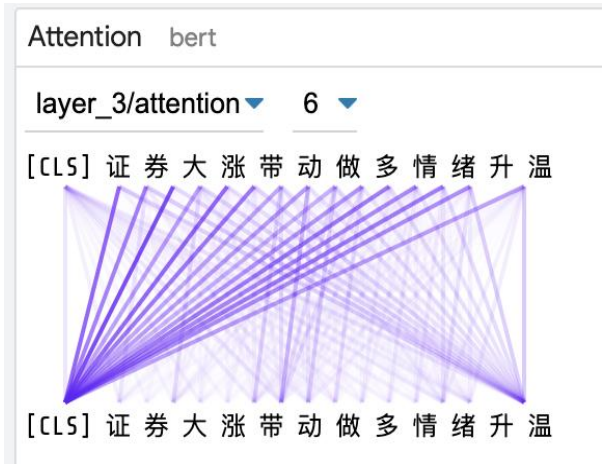 Attention bert
layer_3/attention 6
[CLS] 证 券 大 涨 带 动 做 多 情 绪 升 温
[CLS] 证 券 大 涨 带 动 做 多 情 绪 升 温